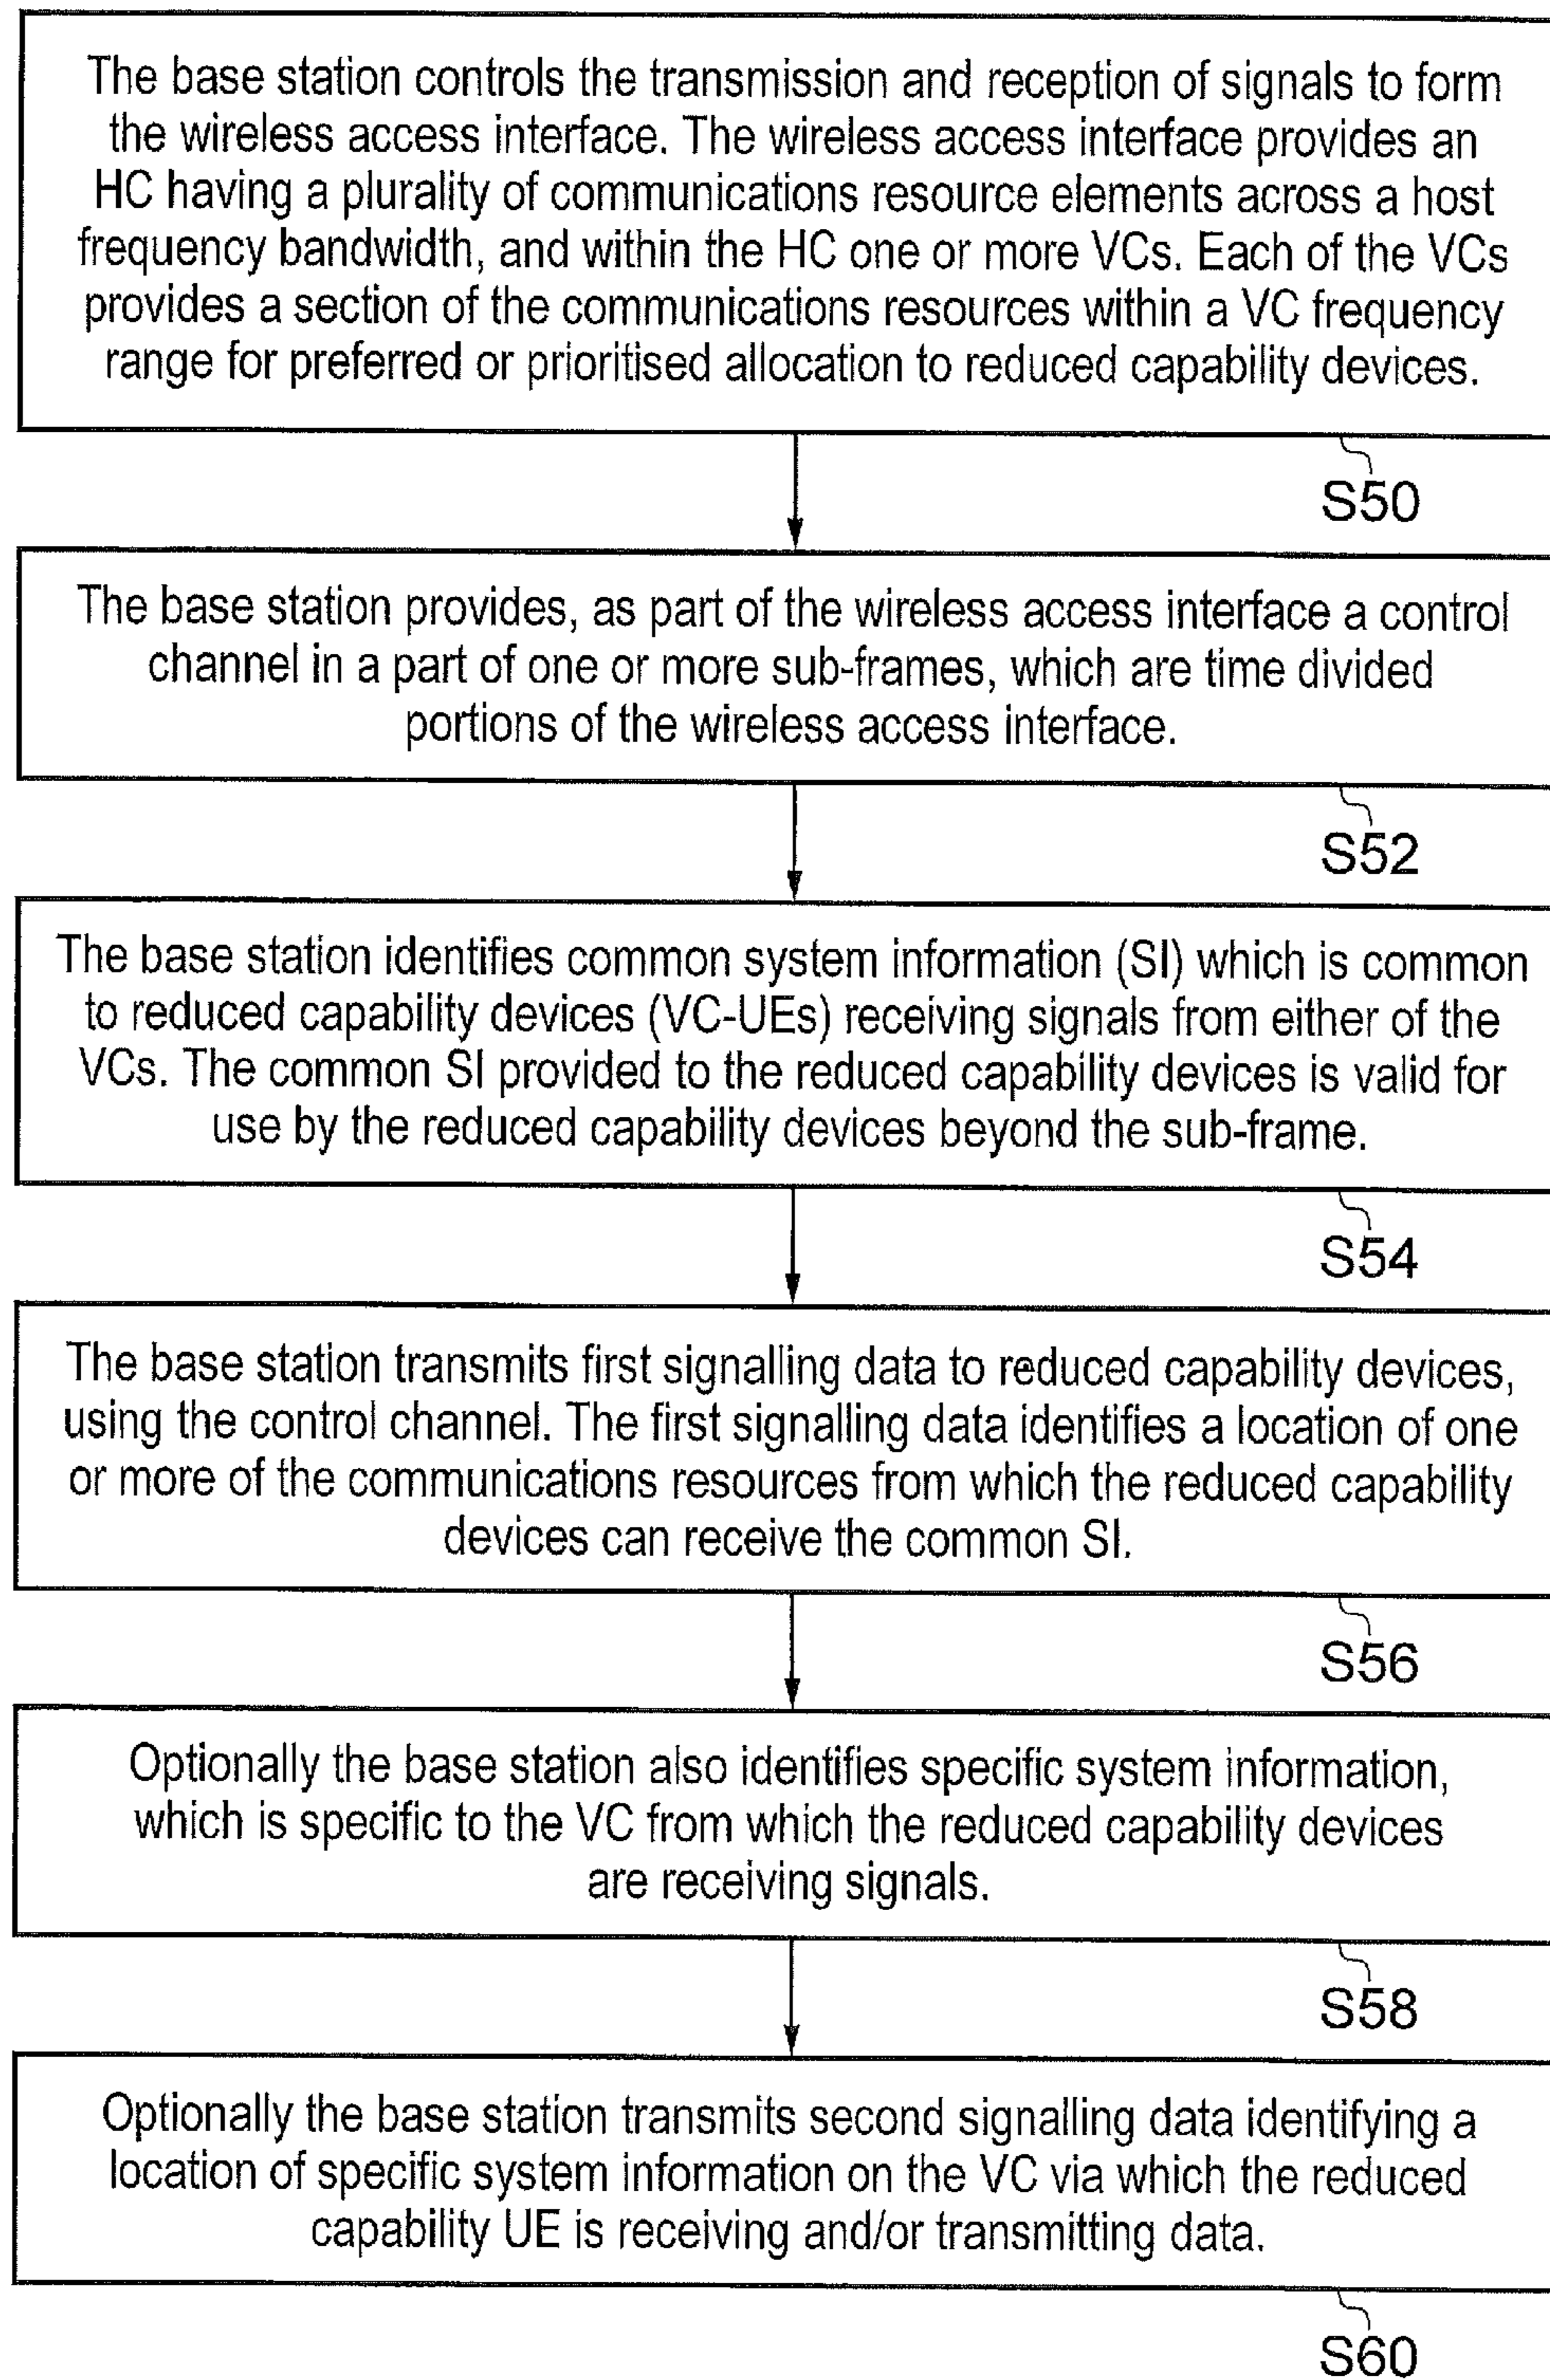 The base station controls the transmission and reception of signals to form
the wireless access interface. The wireless access interface provides an
HC having a plurality of communications resource elements across a host
frequency bandwidth, and within the HC one or more VCs. Each of the VCs
provides a section of the communications resources within a VC frequency
range for preferred or prioritised allocation to reduced capability devices.
S50
The base station provides, as part of the wireless access interface a control
channel in a part of one or more sub-frames, which are time divided
portions of the wireless access interface.
S52
The base station identifies common system information (SI) which is common
to reduced capability devices (VC-UEs) receiving signals from either of the
VCs. The common SI provided to the reduced capability devices is valid for
use by the reduced capability devices beyond the sub-frame.
S54
The base station transmits first signalling data to reduced capability devices,
using the control channel. The first signalling data identifies a location of one
or more of the communications resources from which the reduced capability
devices can receive the common SI.
S56
Optionally the base station also identifies specific system information,
which is specific to the VC from which the reduced capability devices
are receiving signals.
S58
Optionally the base station transmits second signalling data identifying a
location of specific system information on the VC via which the reduced
capability UE is receiving and/or transmitting data.
S60